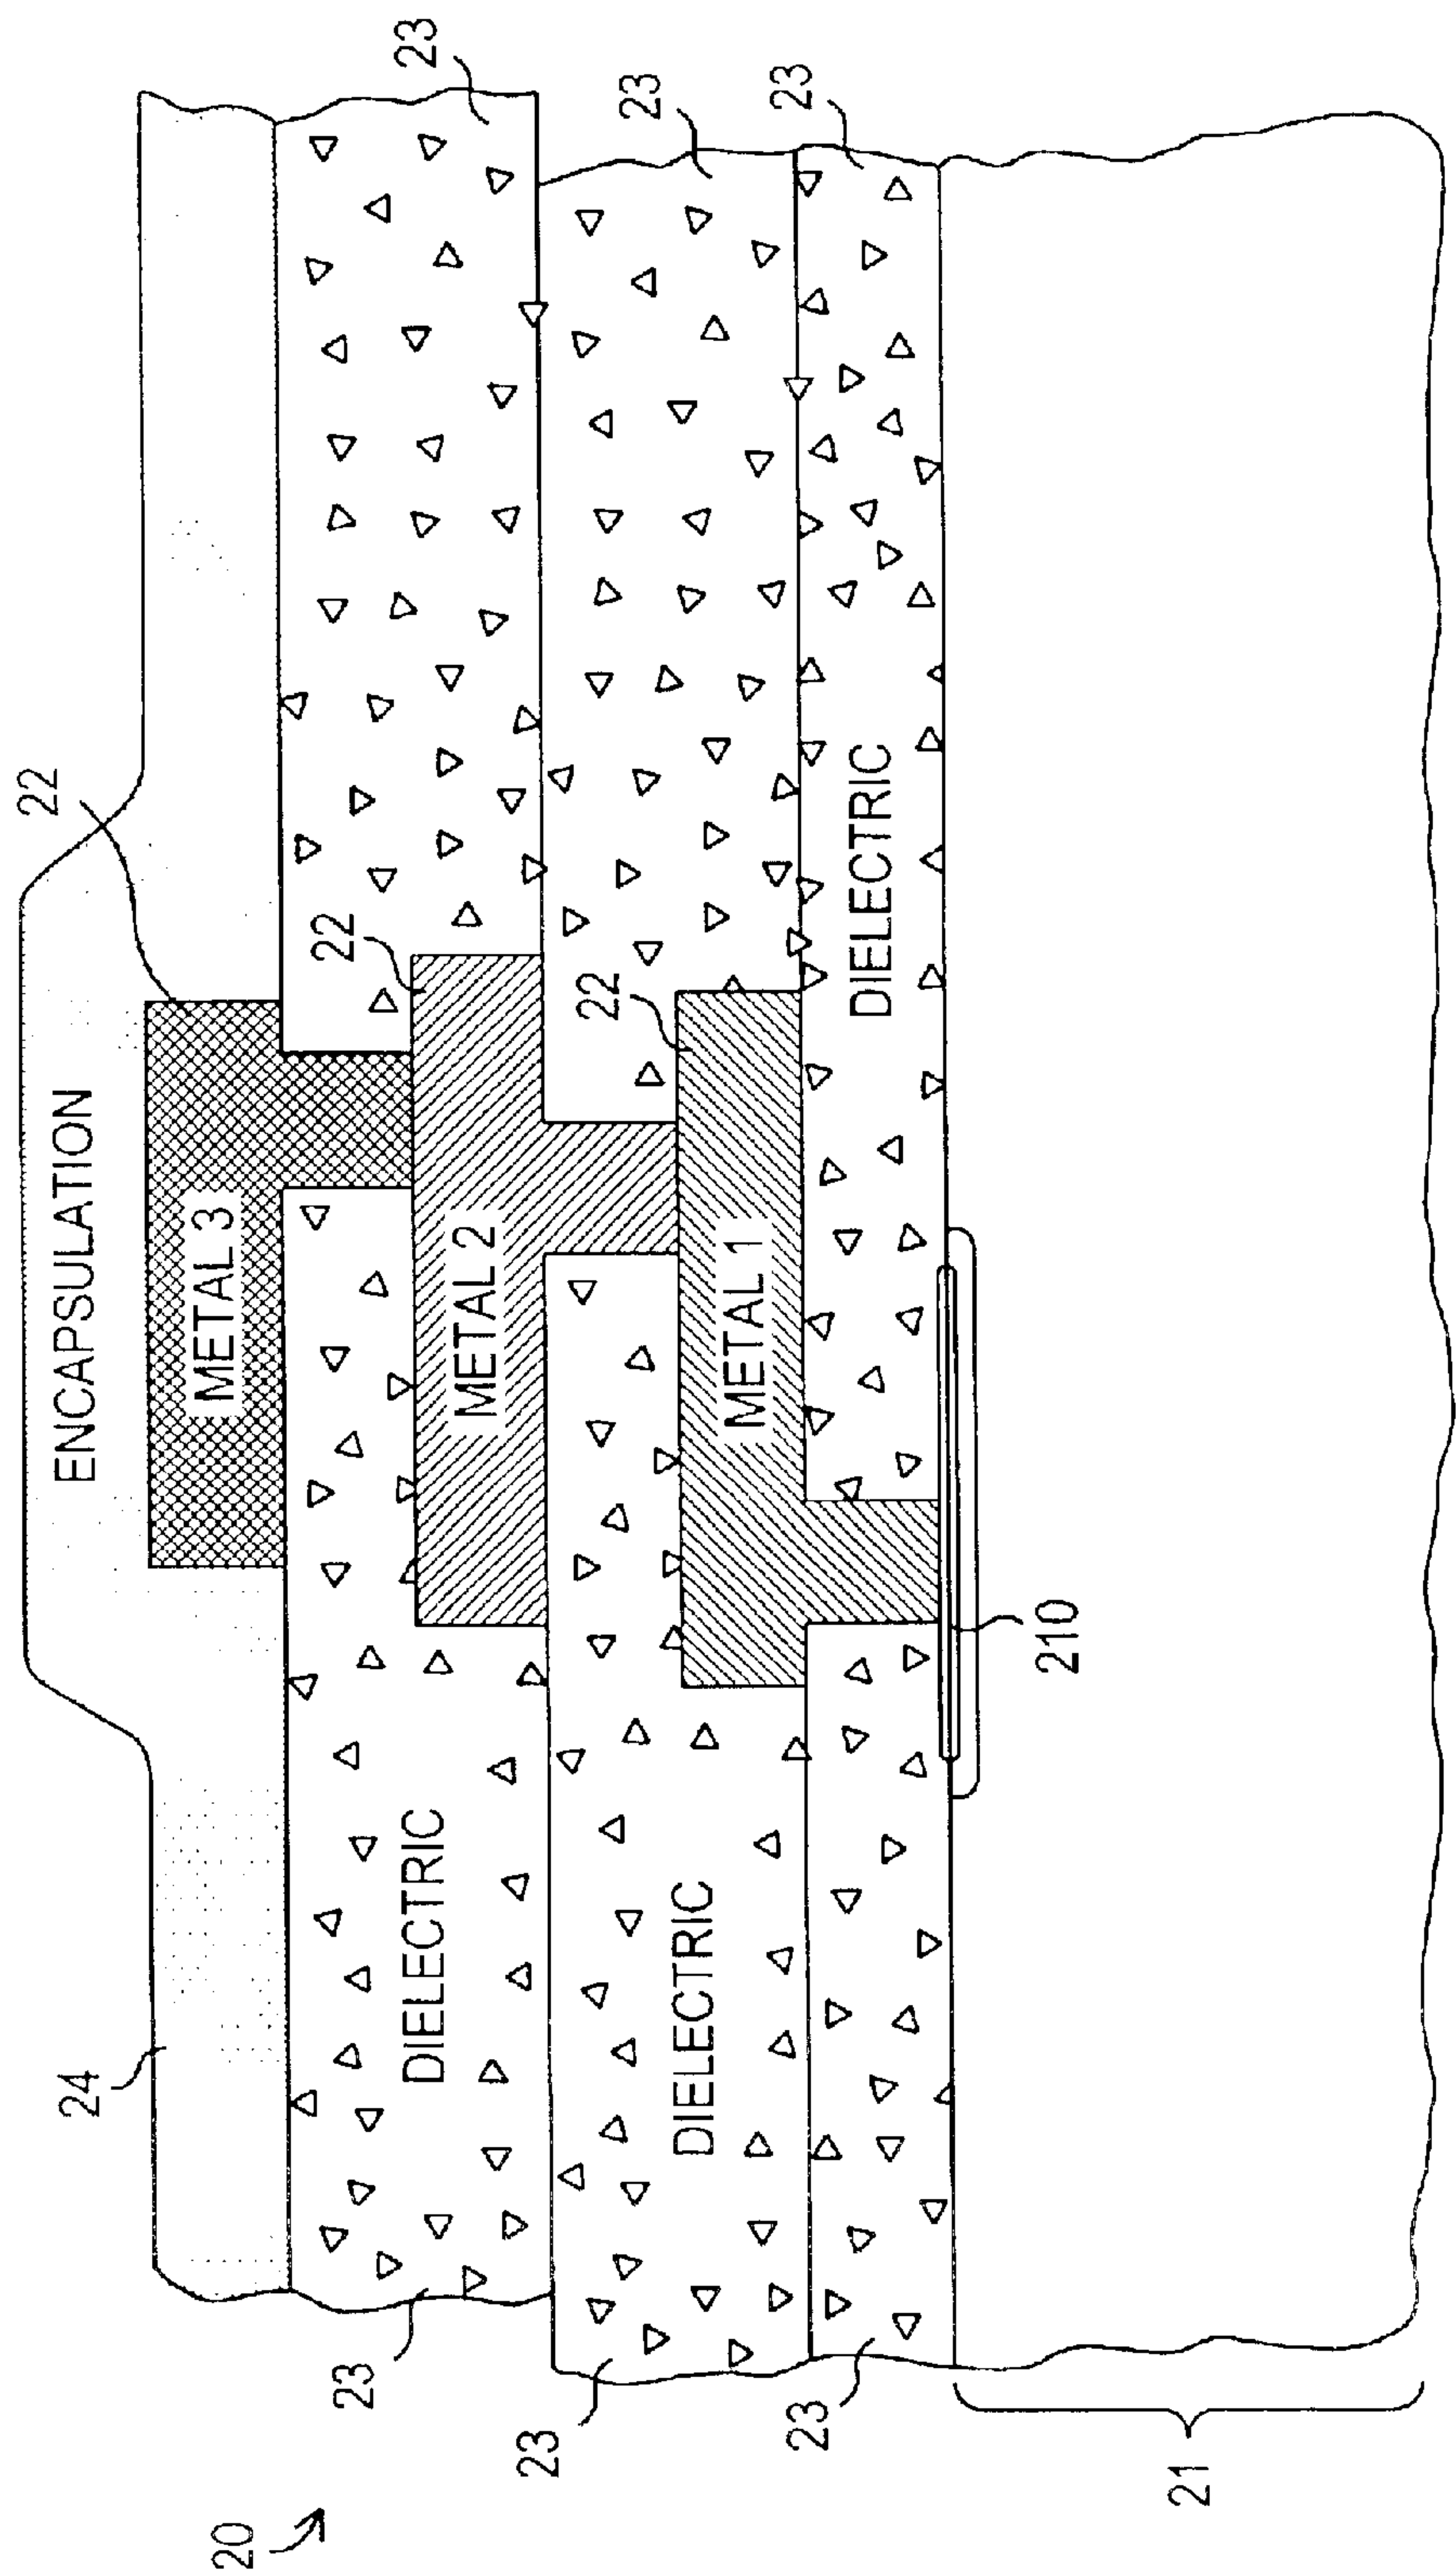 20
24
ENCAPSULATION
22
METAL 3
23
DIELECTRIC
22
23
METAL 2
23
DIELECTRIC
22
23
METAL 1
23
DIELECTRIC
23
210
21